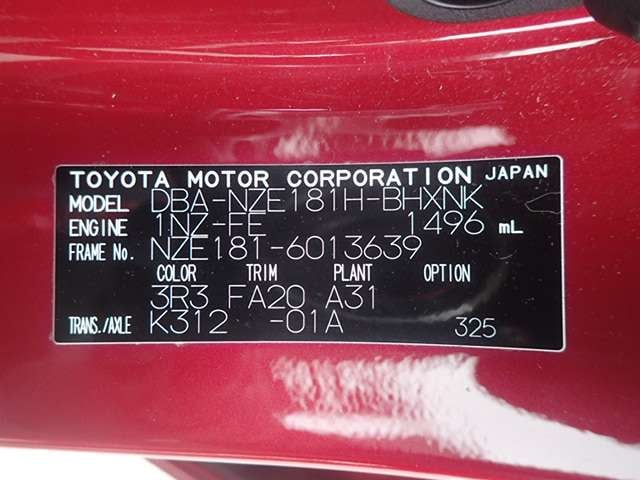 TOYOTA MOTOR CORPORATION JAPAN
MODEL DBA-NZE181H-BHXNK
ENGINE 1NZ-FE 1496 mL
FRAME No. NZE181-6013639
COLOR TRIM PLANT OPTION
3R3 FA20 A31
TRANS./AXLE K312 -01A 325